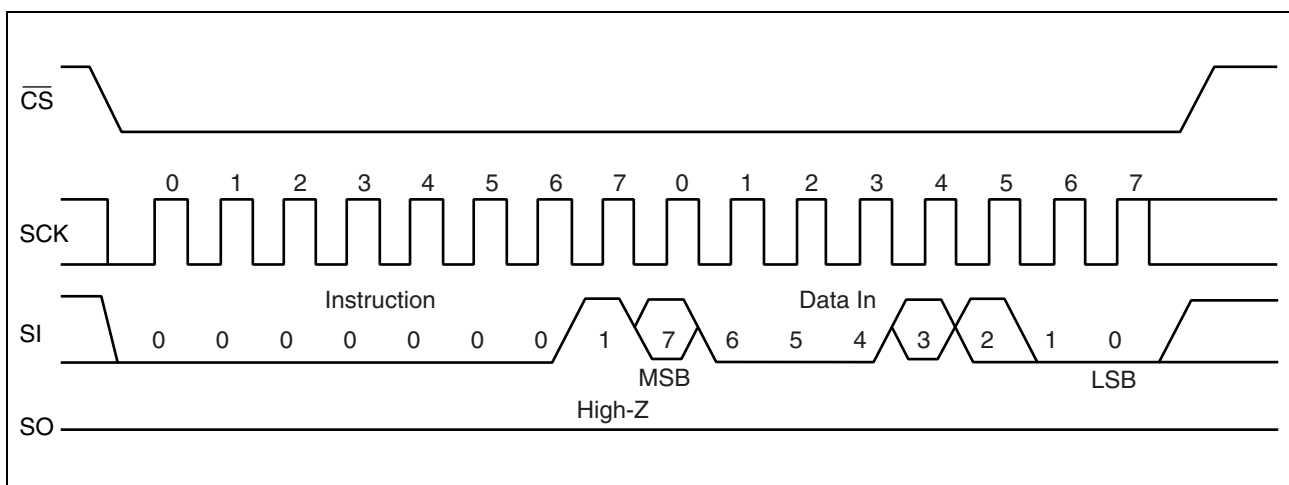 CS
0 1 2 3 4 5 6 7 0 1 2 3 4 5 6 7
SCK
Instruction Data In
SI
0 0 0 0 0 0 0 1 7 6 5 4 3 2 1 0
MSB LSB
High-Z
SO